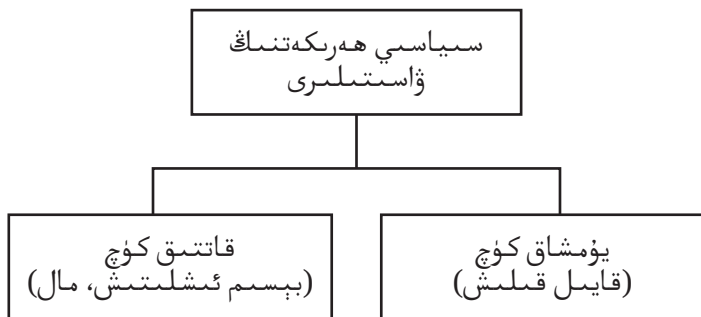 سىياسىي ھەرىكەتنىڭ
ۋاستىلىرى
يۇمشاق كۈچ
(قايىل قىلىش)
قاتتىق كۈچ
(بېسىم ئىشلىتىش، مال)